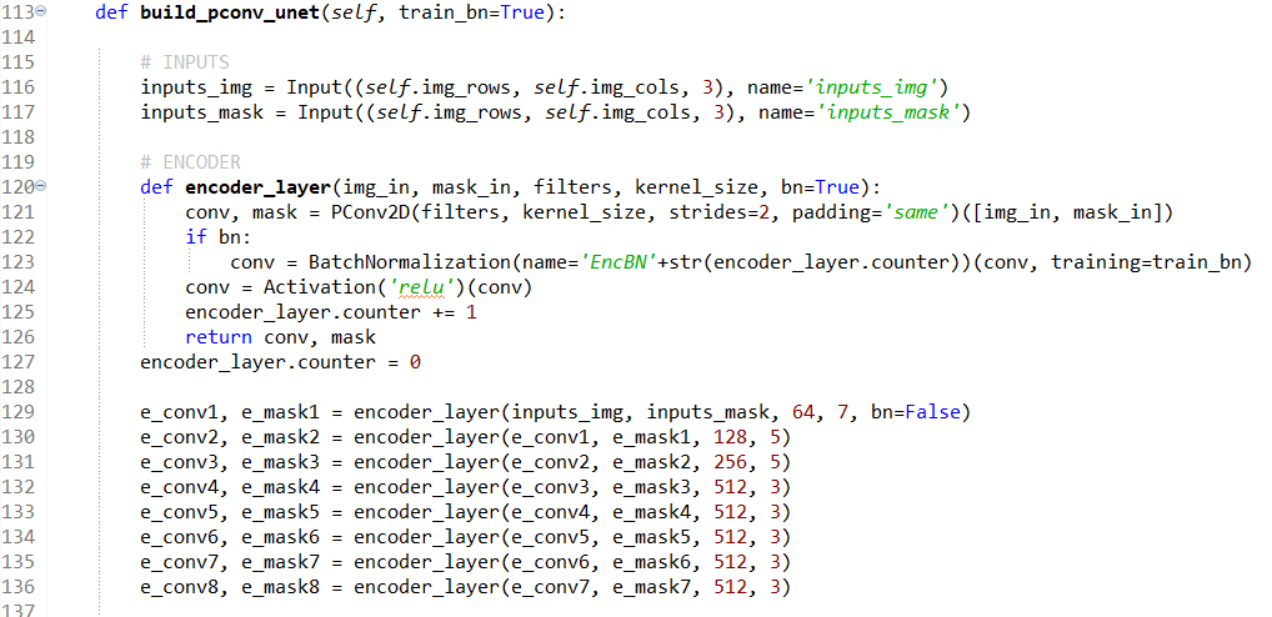 113    def build_pconv_unet(self, train_bn=True):
114
115        # INPUTS
116        inputs_img = Input((self.img_rows, self.img_cols, 3), name='inputs_img')
117        inputs_mask = Input((self.img_rows, self.img_cols, 3), name='inputs_mask')
118
119        # ENCODER
120        def encoder_layer(img_in, mask_in, filters, kernel_size, bn=True):
121            conv, mask = PConv2D(filters, kernel_size, strides=2, padding='same')([img_in, mask_in])
122            if bn:
123                conv = BatchNormalization(name='EncBN'+str(encoder_layer.counter))(conv, training=train_bn)
124            conv = Activation('relu')(conv)
125            encoder_layer.counter += 1
126            return conv, mask
127        encoder_layer.counter = 0
128
129        e_conv1, e_mask1 = encoder_layer(inputs_img, inputs_mask, 64, 7, bn=False)
130        e_conv2, e_mask2 = encoder_layer(e_conv1, e_mask1, 128, 5)
131        e_conv3, e_mask3 = encoder_layer(e_conv2, e_mask2, 256, 5)
132        e_conv4, e_mask4 = encoder_layer(e_conv3, e_mask3, 512, 3)
133        e_conv5, e_mask5 = encoder_layer(e_conv4, e_mask4, 512, 3)
134        e_conv6, e_mask6 = encoder_layer(e_conv5, e_mask5, 512, 3)
135        e_conv7, e_mask7 = encoder_layer(e_conv6, e_mask6, 512, 3)
136        e_conv8, e_mask8 = encoder_layer(e_conv7, e_mask7, 512, 3)
137